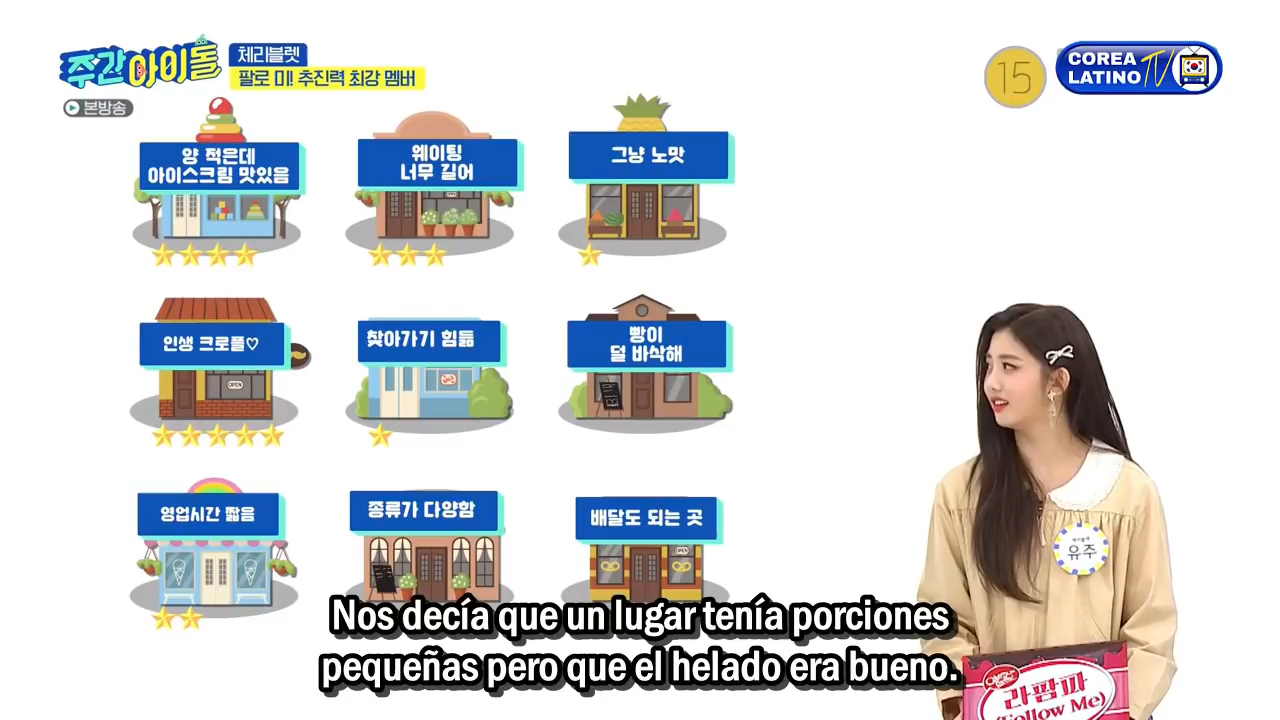 주간아이돌
체리블렛
팔로 미! 추진력 최강 멤버
본방송
15
COREA
LATINO TV
양 적은데
아이스크림 맛있음
웨이팅
너무 길어
그냥 노맛
인생 크로플♡
OPEN
찾아가기 힘듦
빵이
덜 바삭해
영업시간 짧음
종류가 다양함
배달도 되는 곳
OPEN
체리블렛
유주
Nos decía que un lugar tenía porciones
pequeñas pero que el helado era bueno.
라팜파
(Follow Me)